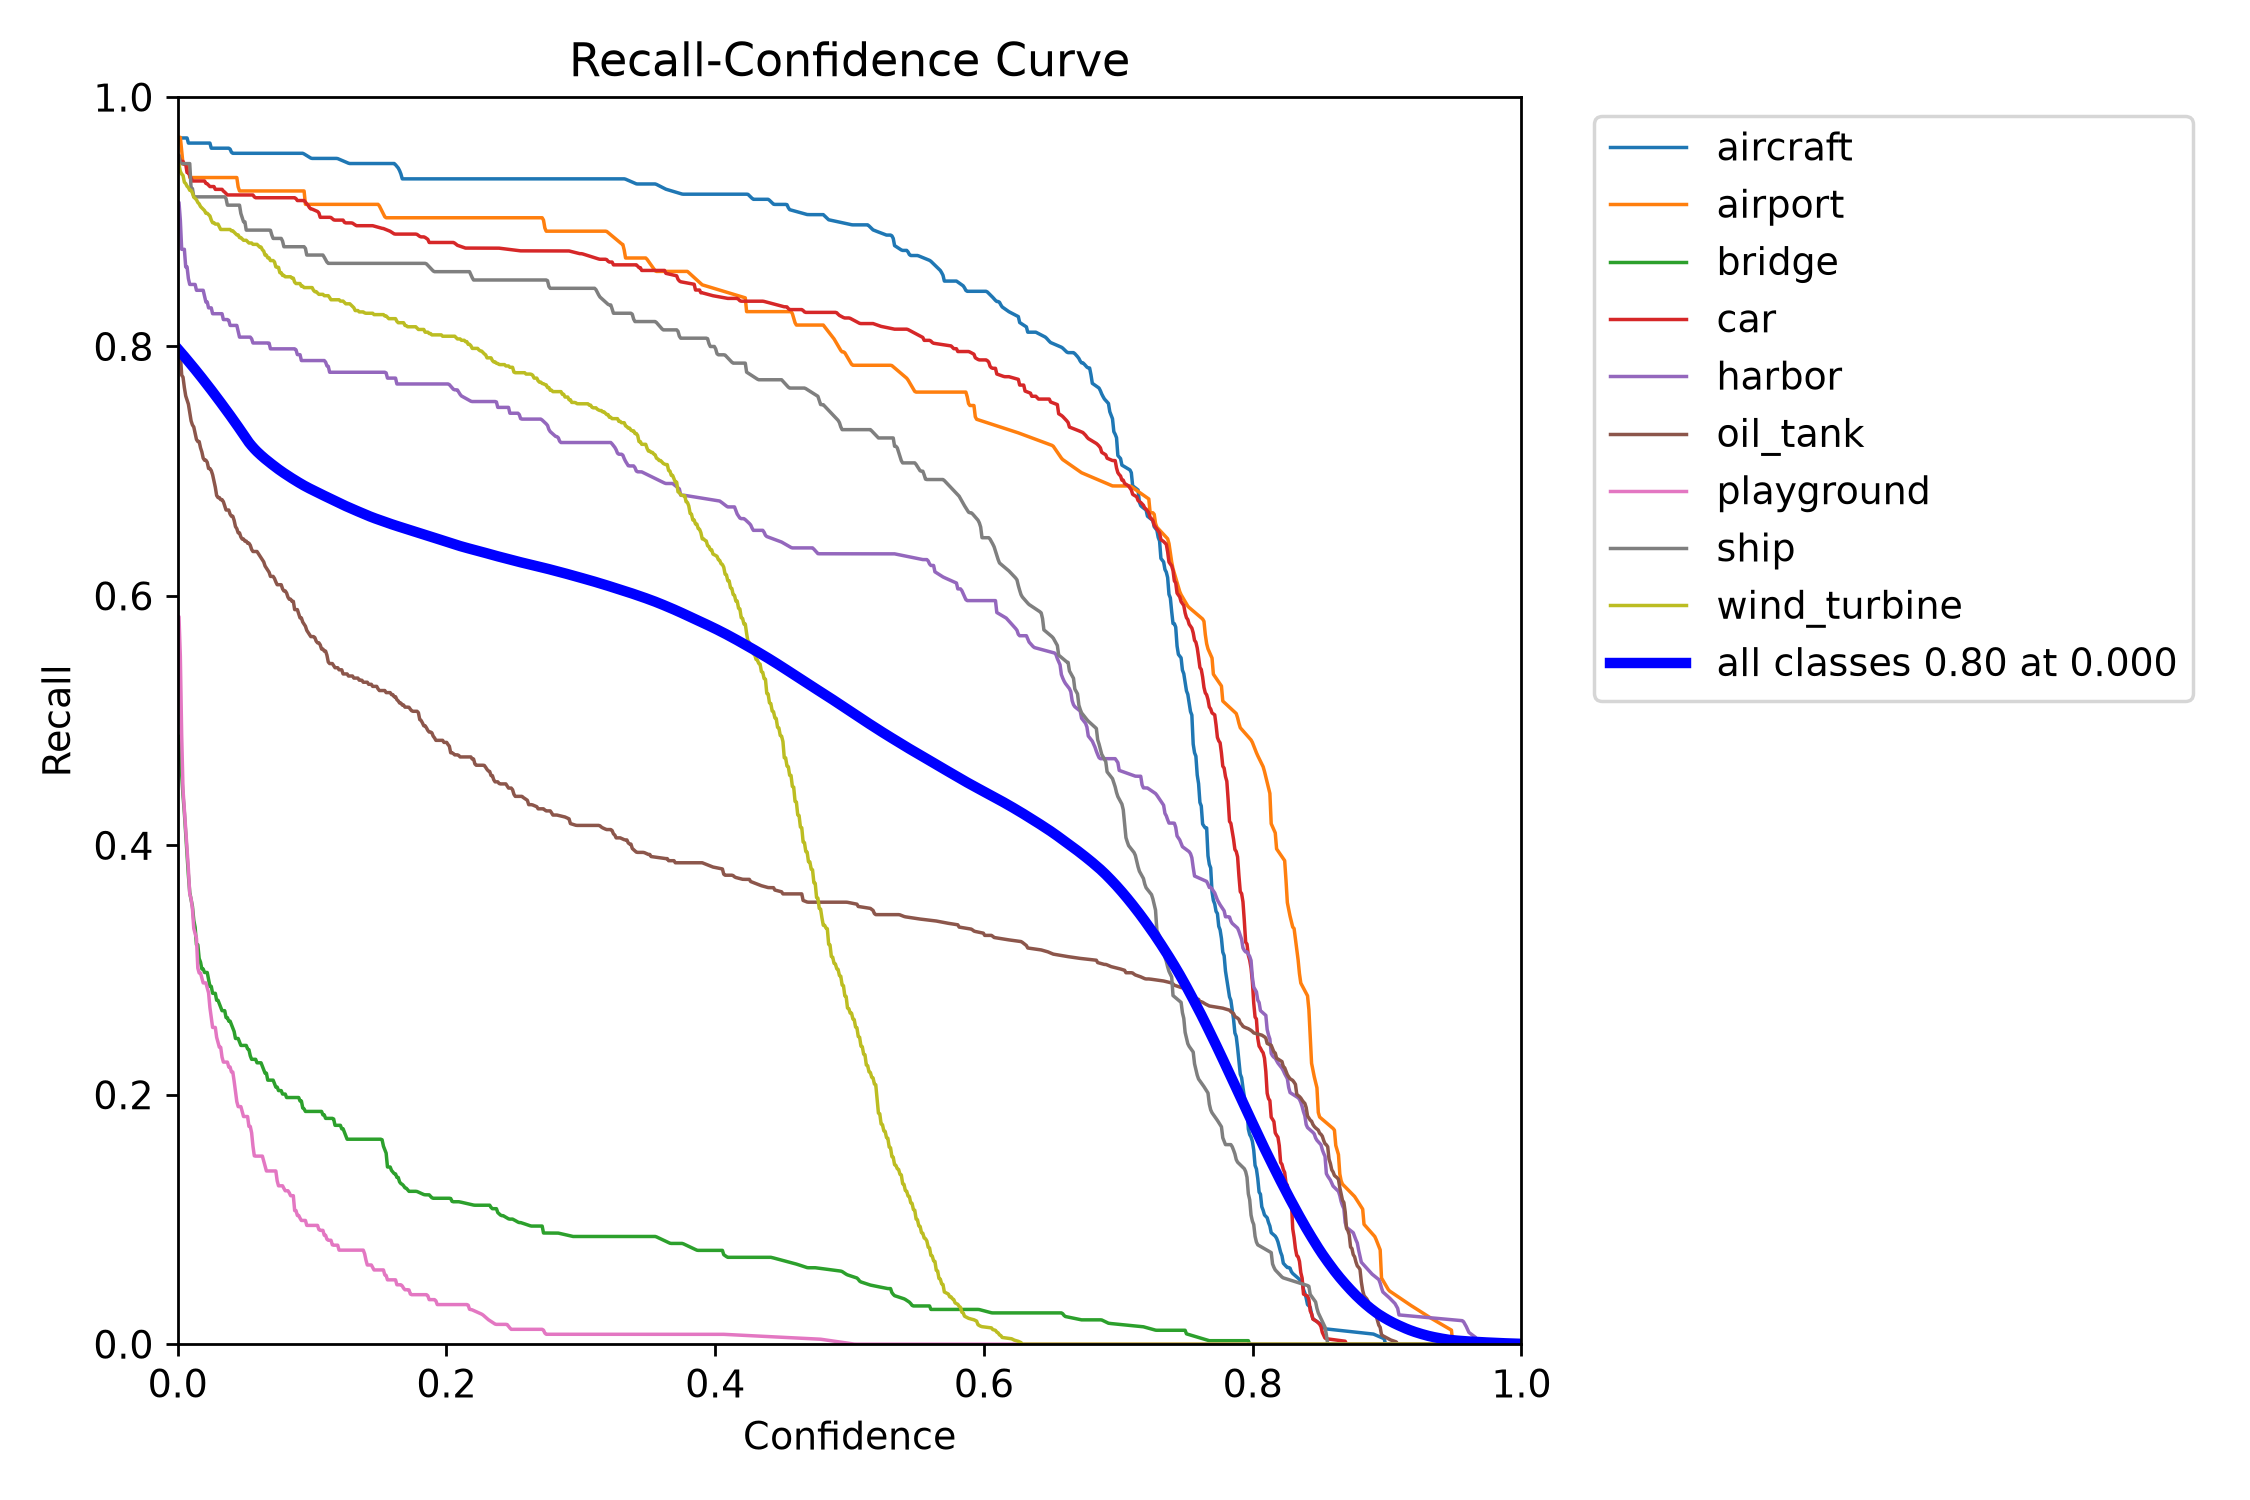 Recall-Confidence Curve
1.0
0.8
0.6
0.4
0.2
0.0
Recall
0.0 0.2 0.4 0.6 0.8 1.0
Confidence
aircraft
airport
bridge
car
harbor
oil_tank
playground
ship
wind_turbine
all classes 0.80 at 0.000